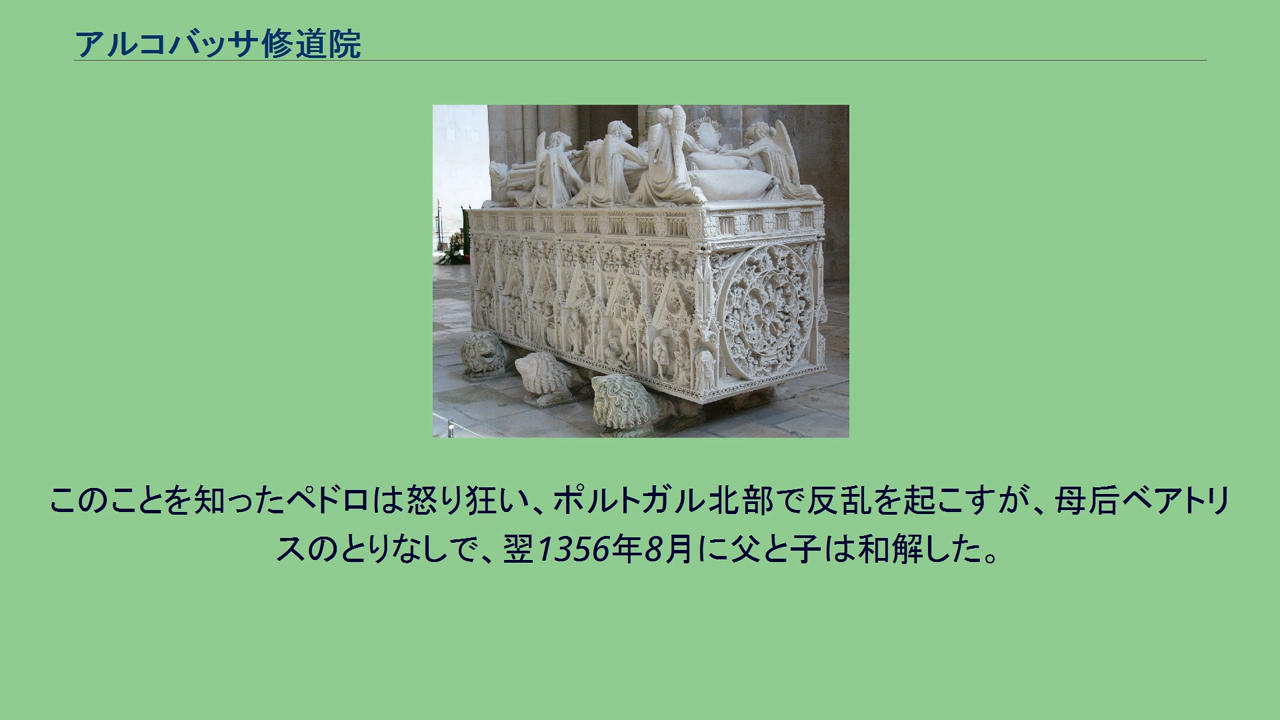 アルコバッサ修道院
このことを知ったペドロは怒り狂い、ポルトガル北部で反乱を起こすが、母后ベアトリ
スのとりなしで、翌1356年8月に父と子は和解した。